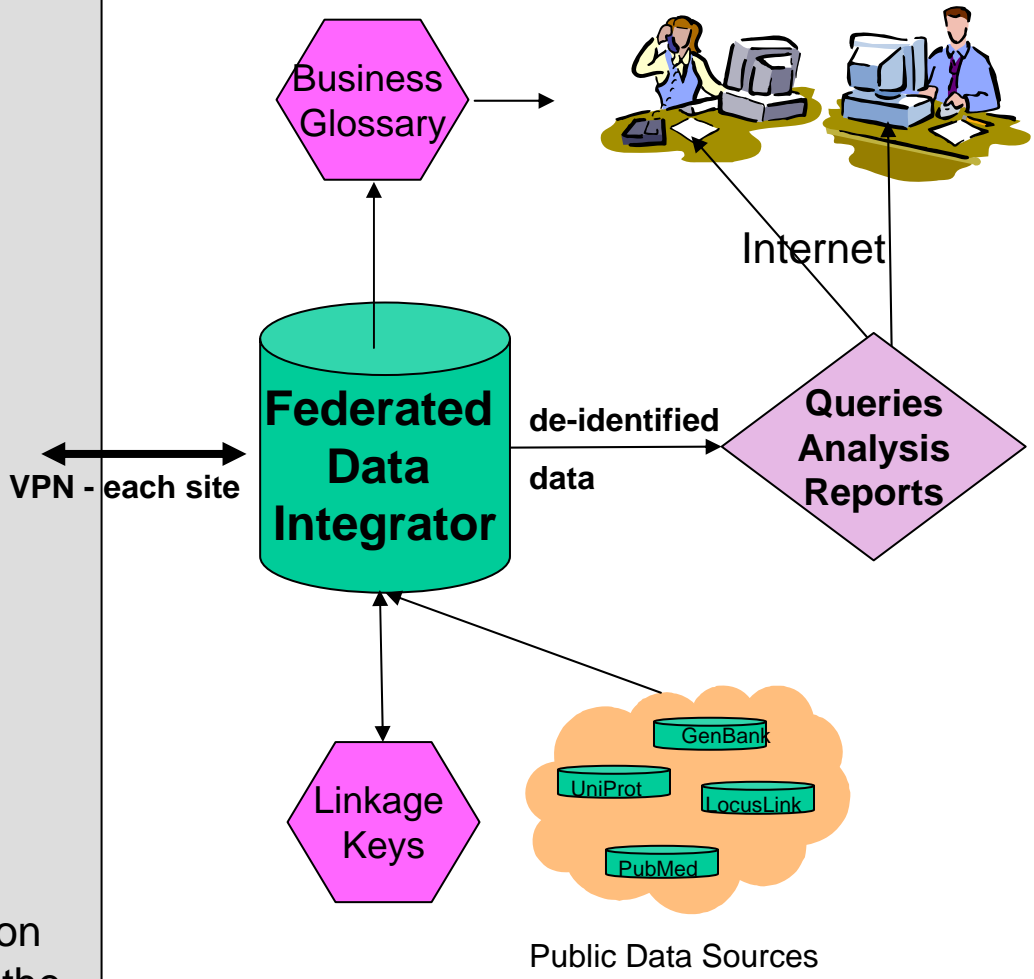 Business
Glossary
Internet
Federated
Data
Integrator
de-identified
data
Queries
Analysis
Reports
VPN - each site
Linkage
Keys
GenBank
UniProt
LocusLink
PubMed
on
the
Public Data Sources